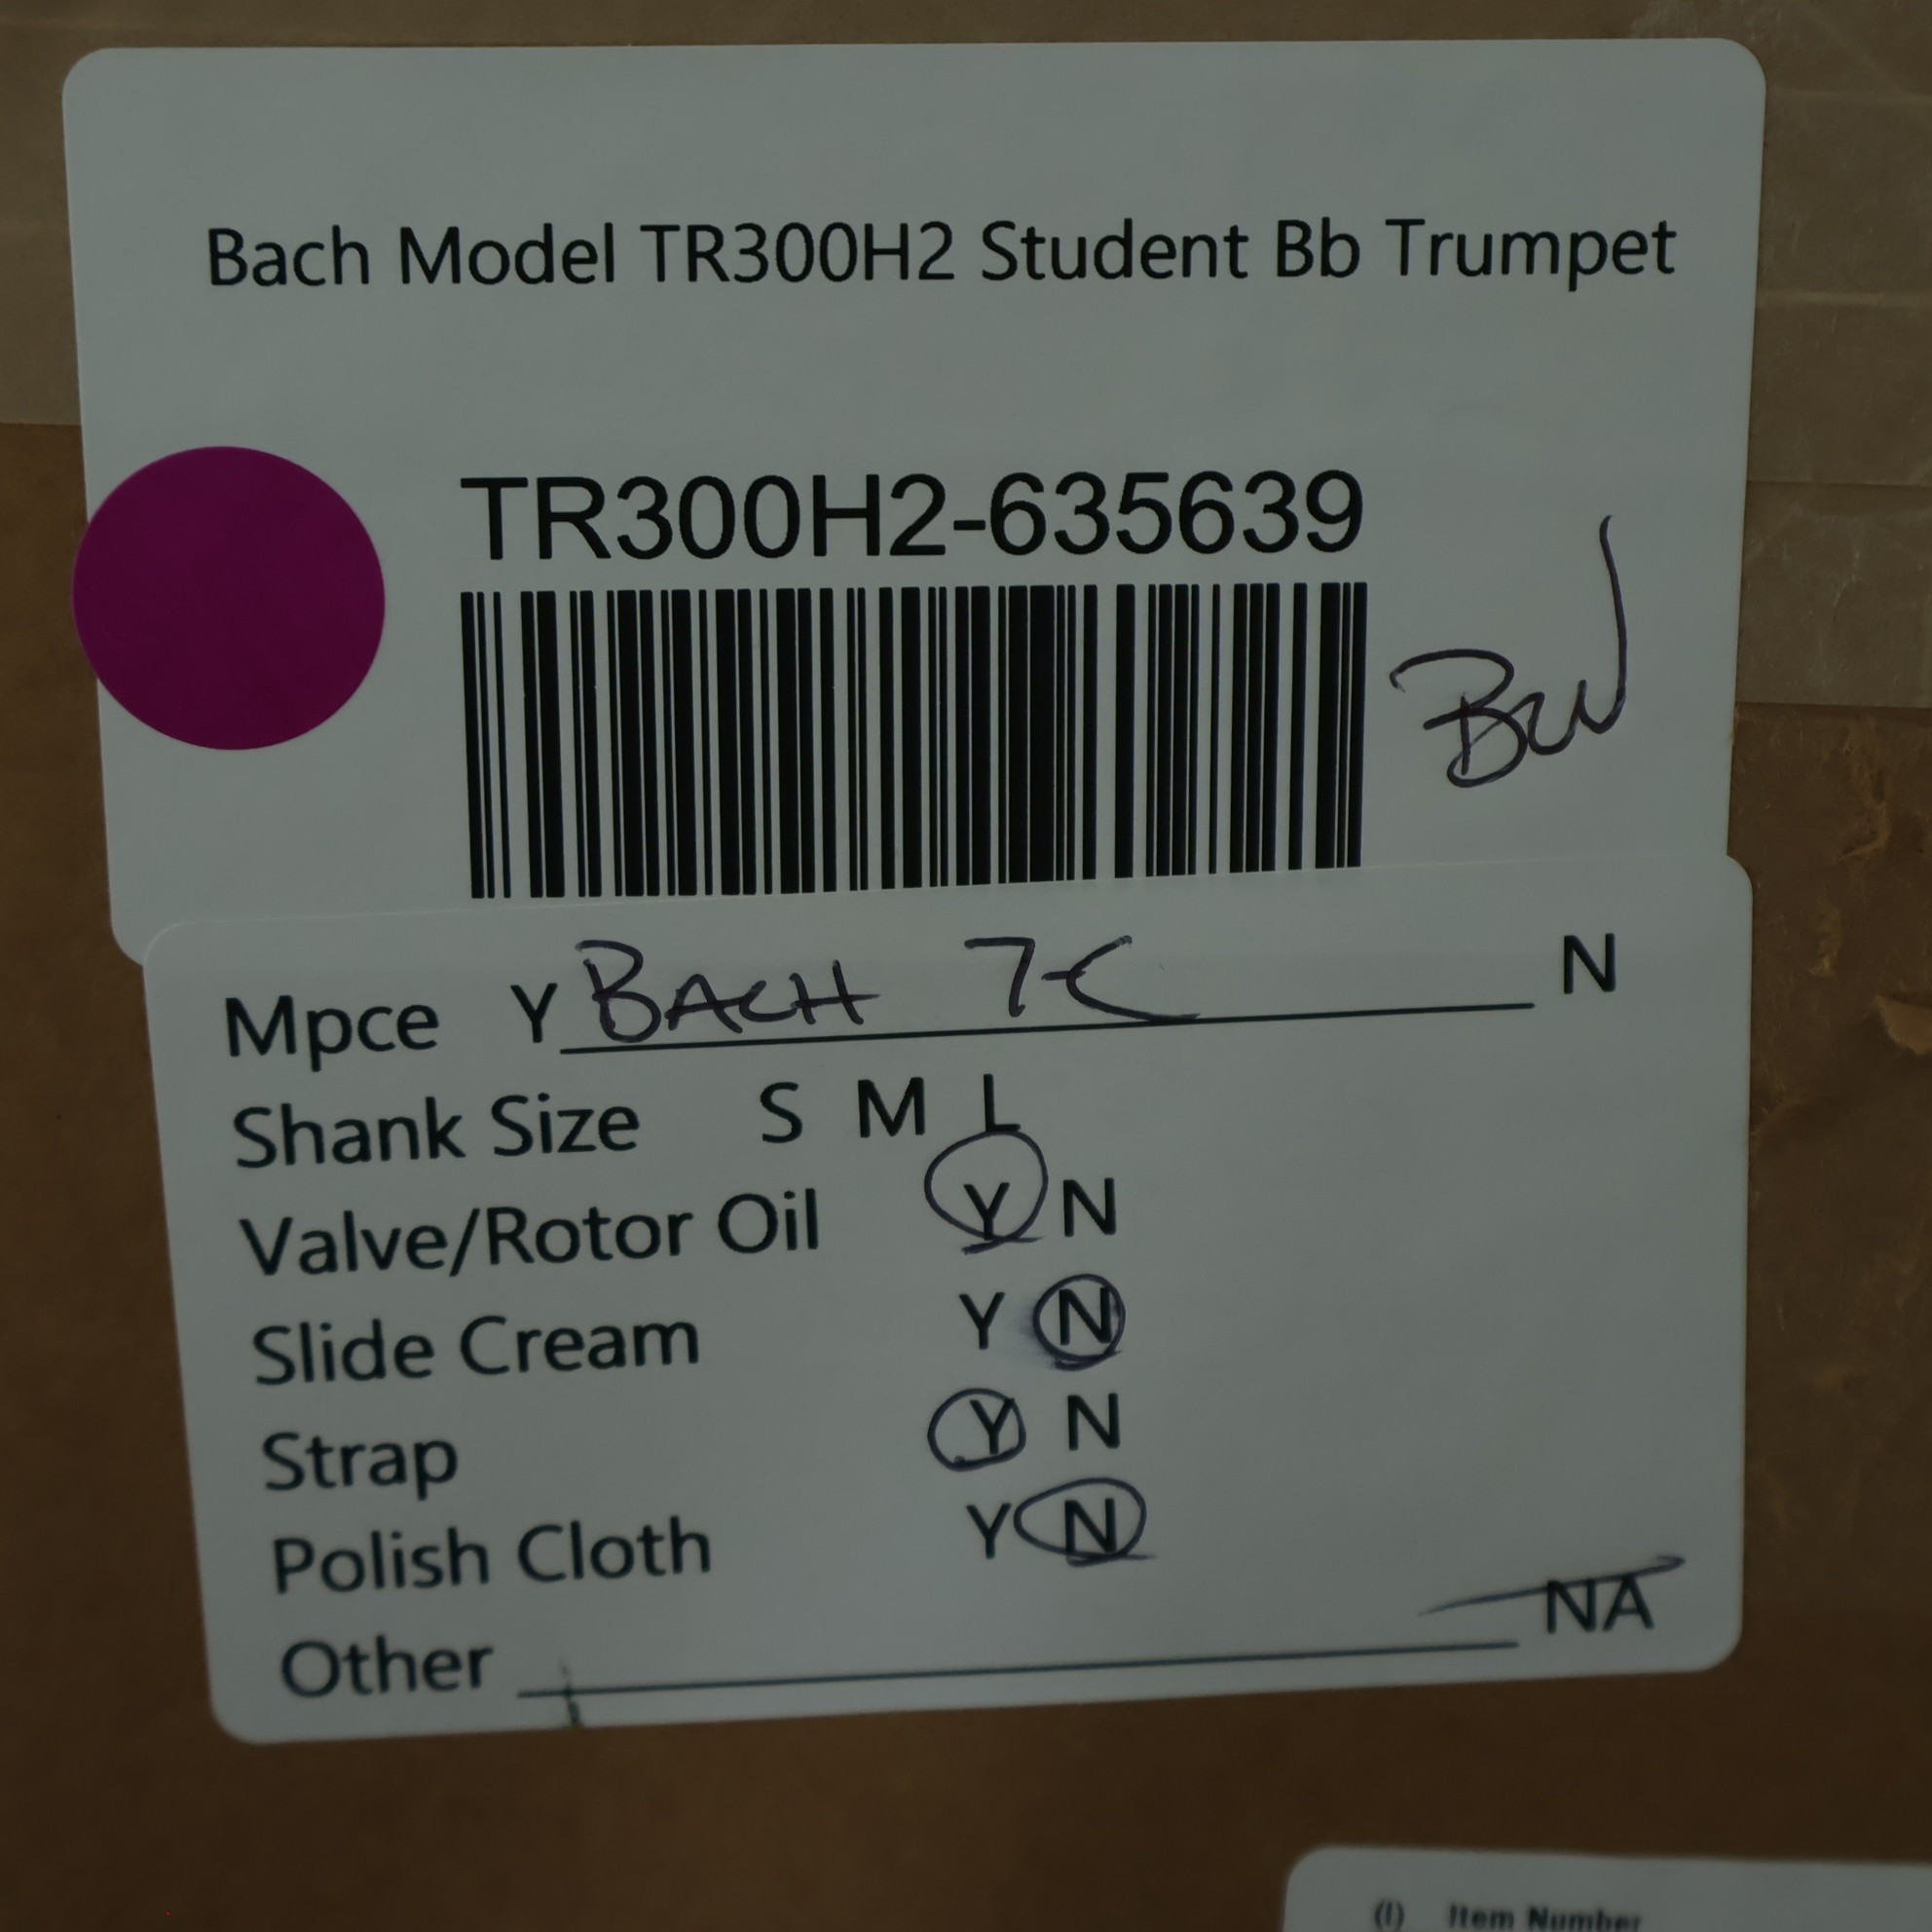 Bach Model TR300H2 Student Bb Trumpet
TR300H2-635639
BW
Mpce Y BACH 7C N
Shank Size S M L
Valve/Rotor Oil Y N
Slide Cream Y N
Strap Y N
Polish Cloth Y N
Other NA
(I) Item Number